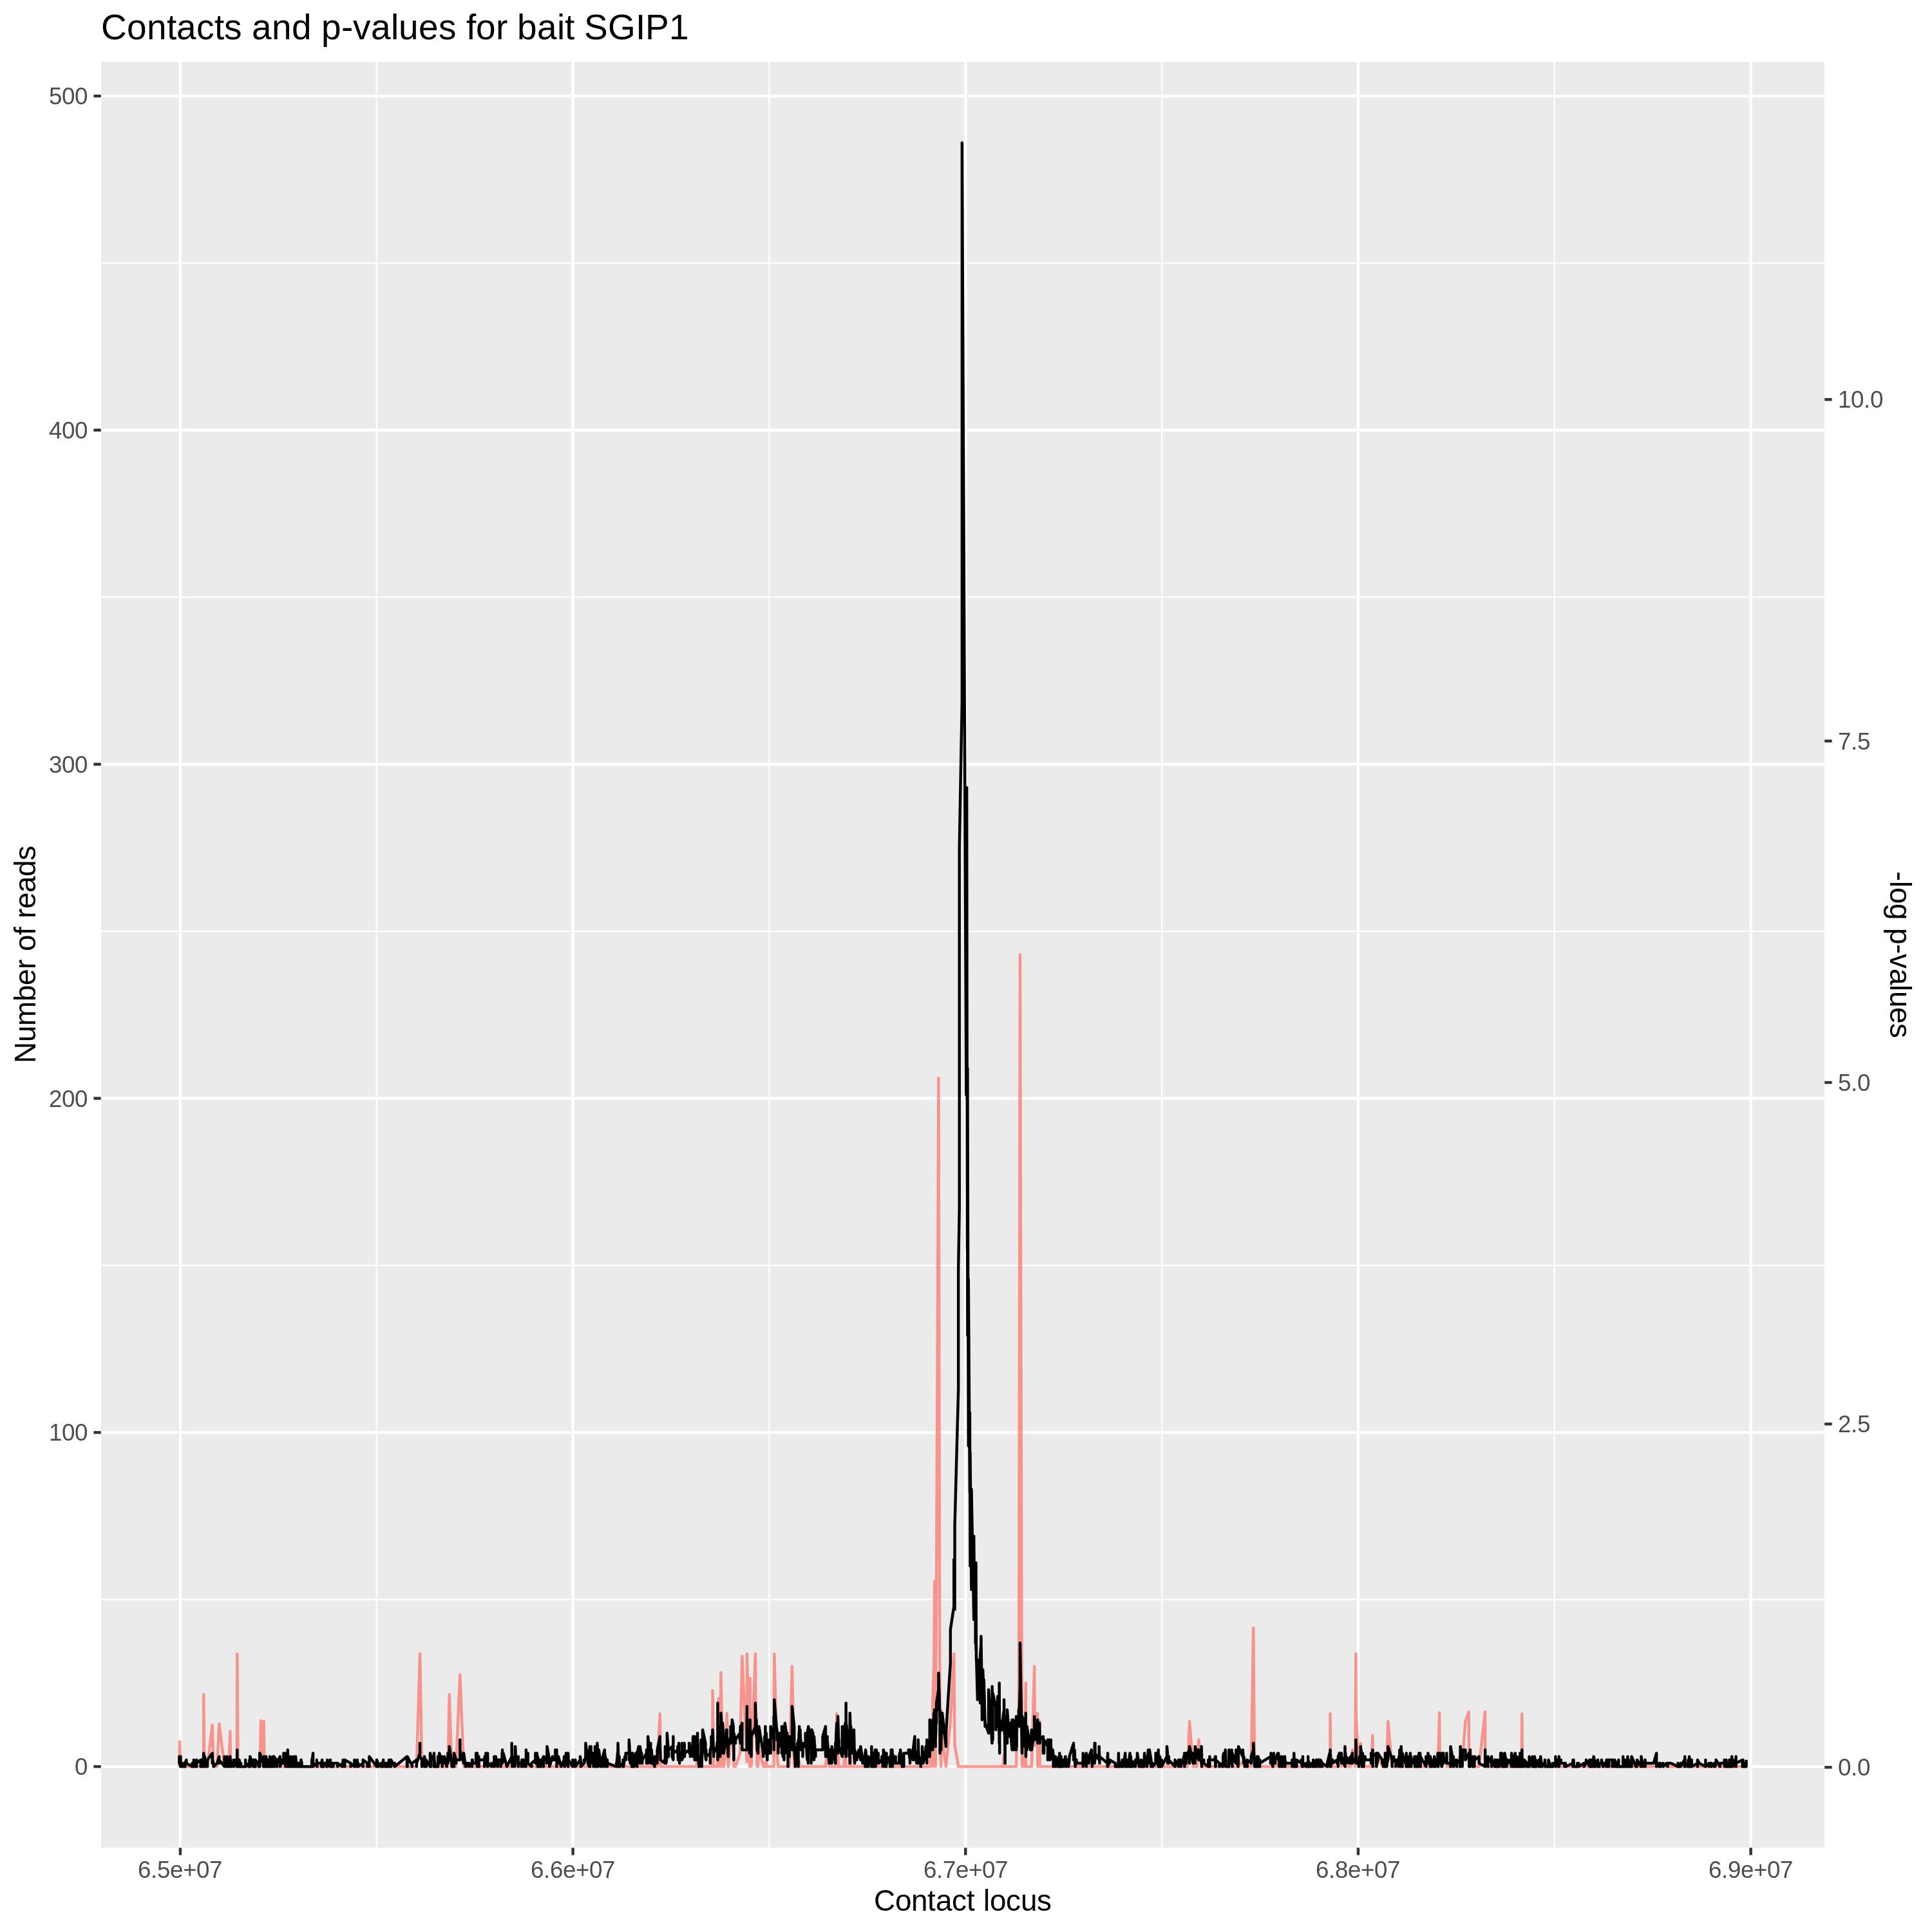 Contacts and p-values for bait SGIP1
500
400
300
200
100
0
Number of reads
10.0
7.5
5.0
2.5
0.0
-log p-values
6.5e+07 6.6e+07 6.7e+07 6.8e+07 6.9e+07
Contact locus